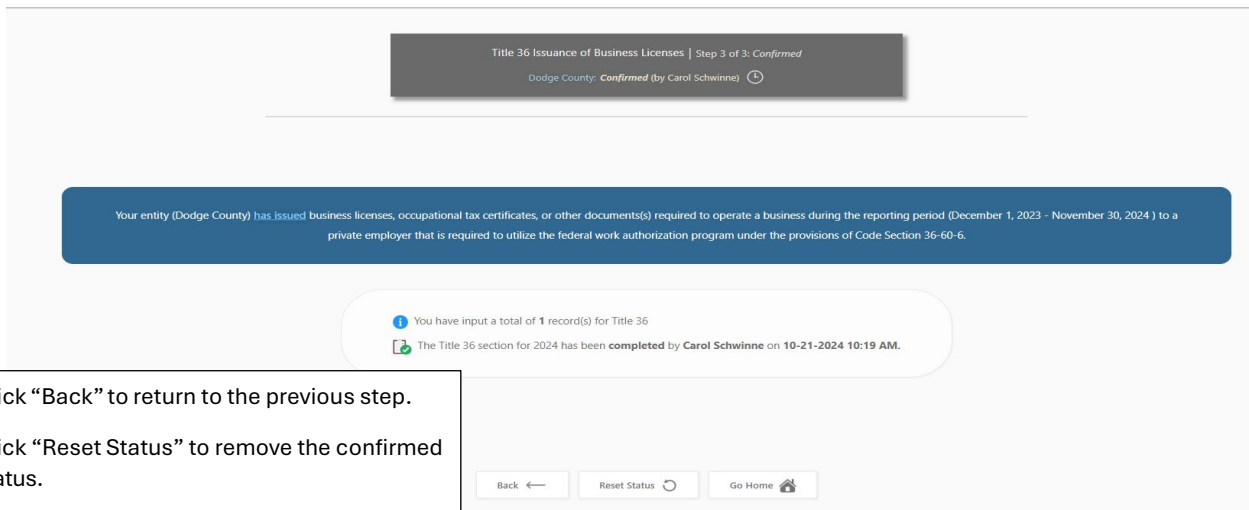 Title 36 Issuance of Business Licenses | Step 3 of 3: Confirmed
Dodge County: Confirmed (by Carol Schwinne)
Your entity (Dodge County) has issued business licenses, occupational tax certificates, or other documents(s) required to operate a business during the reporting period (December 1, 2023 - November 30, 2024 ) to a
private employer that is required to utilize the federal work authorization program under the provisions of Code Section 36-60-6.
You have input a total of 1 record(s) for Title 36
The Title 36 section for 2024 has been completed by Carol Schwinne on 10-21-2024 10:19 AM.
ick “Back” to return to the previous step.
ick “Reset Status” to remove the confirmed
atus.
Back
Reset Status
Go Home